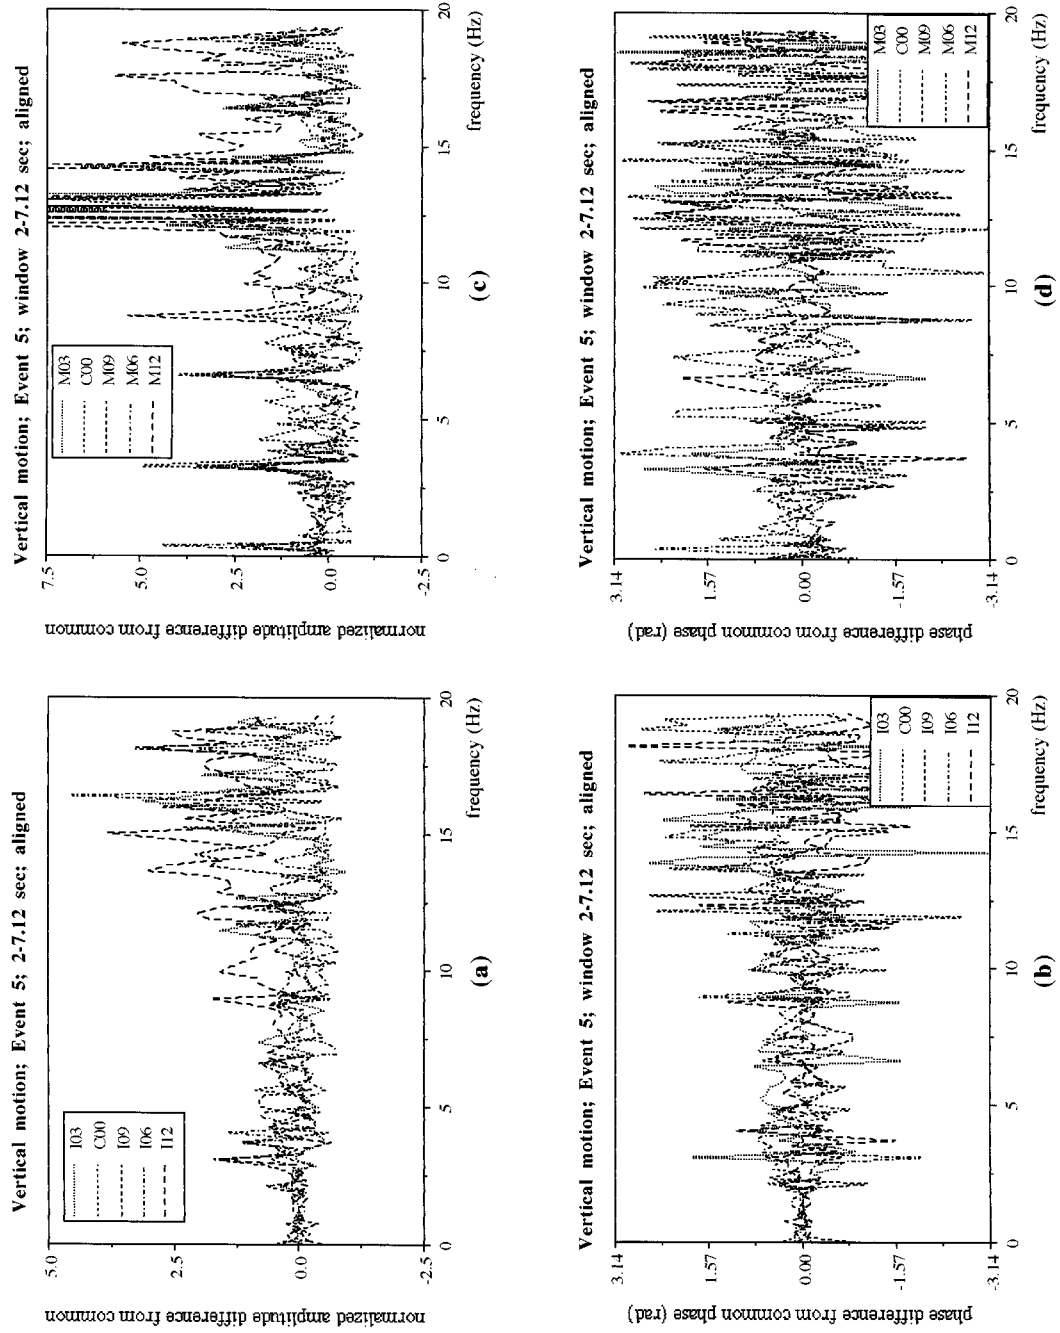 Vertical motion; Event 5; 2-7.12 sec; aligned
normalized amplitude difference from common
5.0
2.5
0.0
-2.5
I03
C00
I09
I06
I12
0
5
10
15
20
frequency (Hz)
(a)
Vertical motion; Event 5; window 2-7.12 sec; aligned
phase difference from common phase (rad)
3.14
1.57
0.00
-1.57
-3.14
I03
C00
I09
I06
I12
0
5
10
15
20
frequency (Hz)
(b)
Vertical motion; Event 5; window 2-7.12 sec; aligned
normalized amplitude difference from common
7.5
5.0
2.5
0.0
-2.5
M03
C00
M09
M06
M12
0
5
10
15
20
frequency (Hz)
(c)
Vertical motion; Event 5; window 2-7.12 sec; aligned
phase difference from common phase (rad)
3.14
1.57
0.00
-1.57
-3.14
M03
C00
M09
M06
M12
0
5
10
15
20
frequency (Hz)
(d)